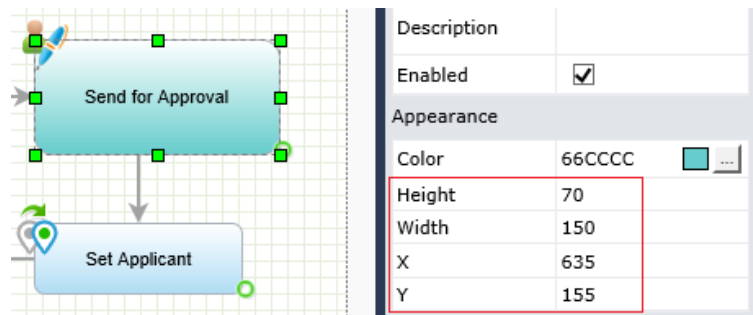 Send for Approval
Set Applicant
Description
Enabled
Appearance
Color 66CCCC ...
Height 70
Width 150
X 635
Y 155